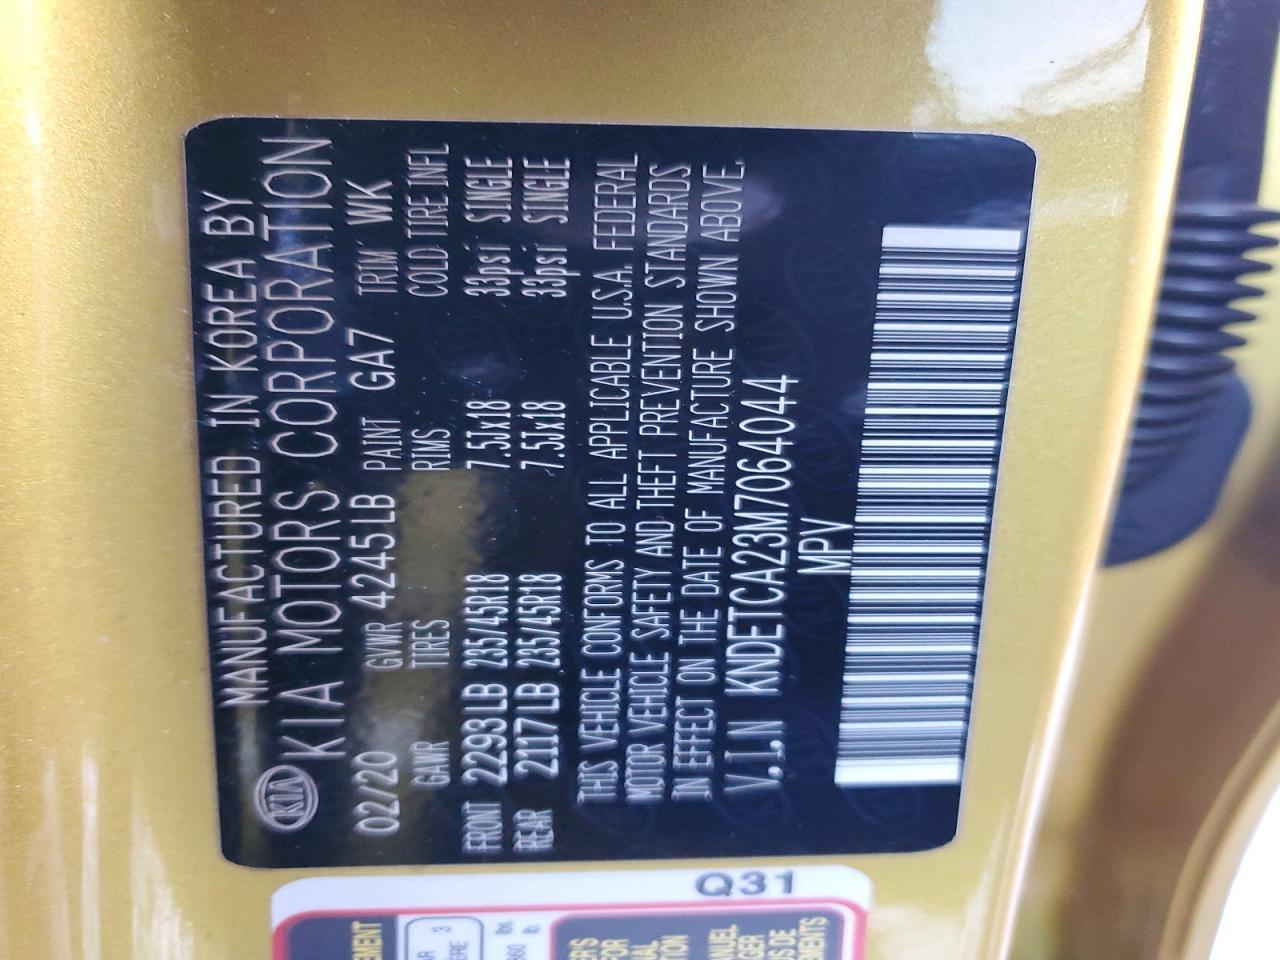 MANUFACTURED IN KOREA BY
KIA KIA MOTORS CORPORATION
02/20 GVWR 4245LB PAINT GA7 TRIM WK
GAWR TIRES RIMS COLD TIRE INFL
FRONT 2293LB 235/45R18 7.5Jx18 33psi SINGLE
REAR 2117LB 235/45R18 7.5Jx18 33psi SINGLE
THIS VEHICLE CONFORMS TO ALL APPLICABLE U.S.A. FEDERAL
MOTOR VEHICLE SAFETY AND THEFT PREVENTION STANDARDS
IN EFFECT ON THE DATE OF MANUFACTURE SHOWN ABOVE.
V.I.N KNDETCA23M7064044
MPV
Q31